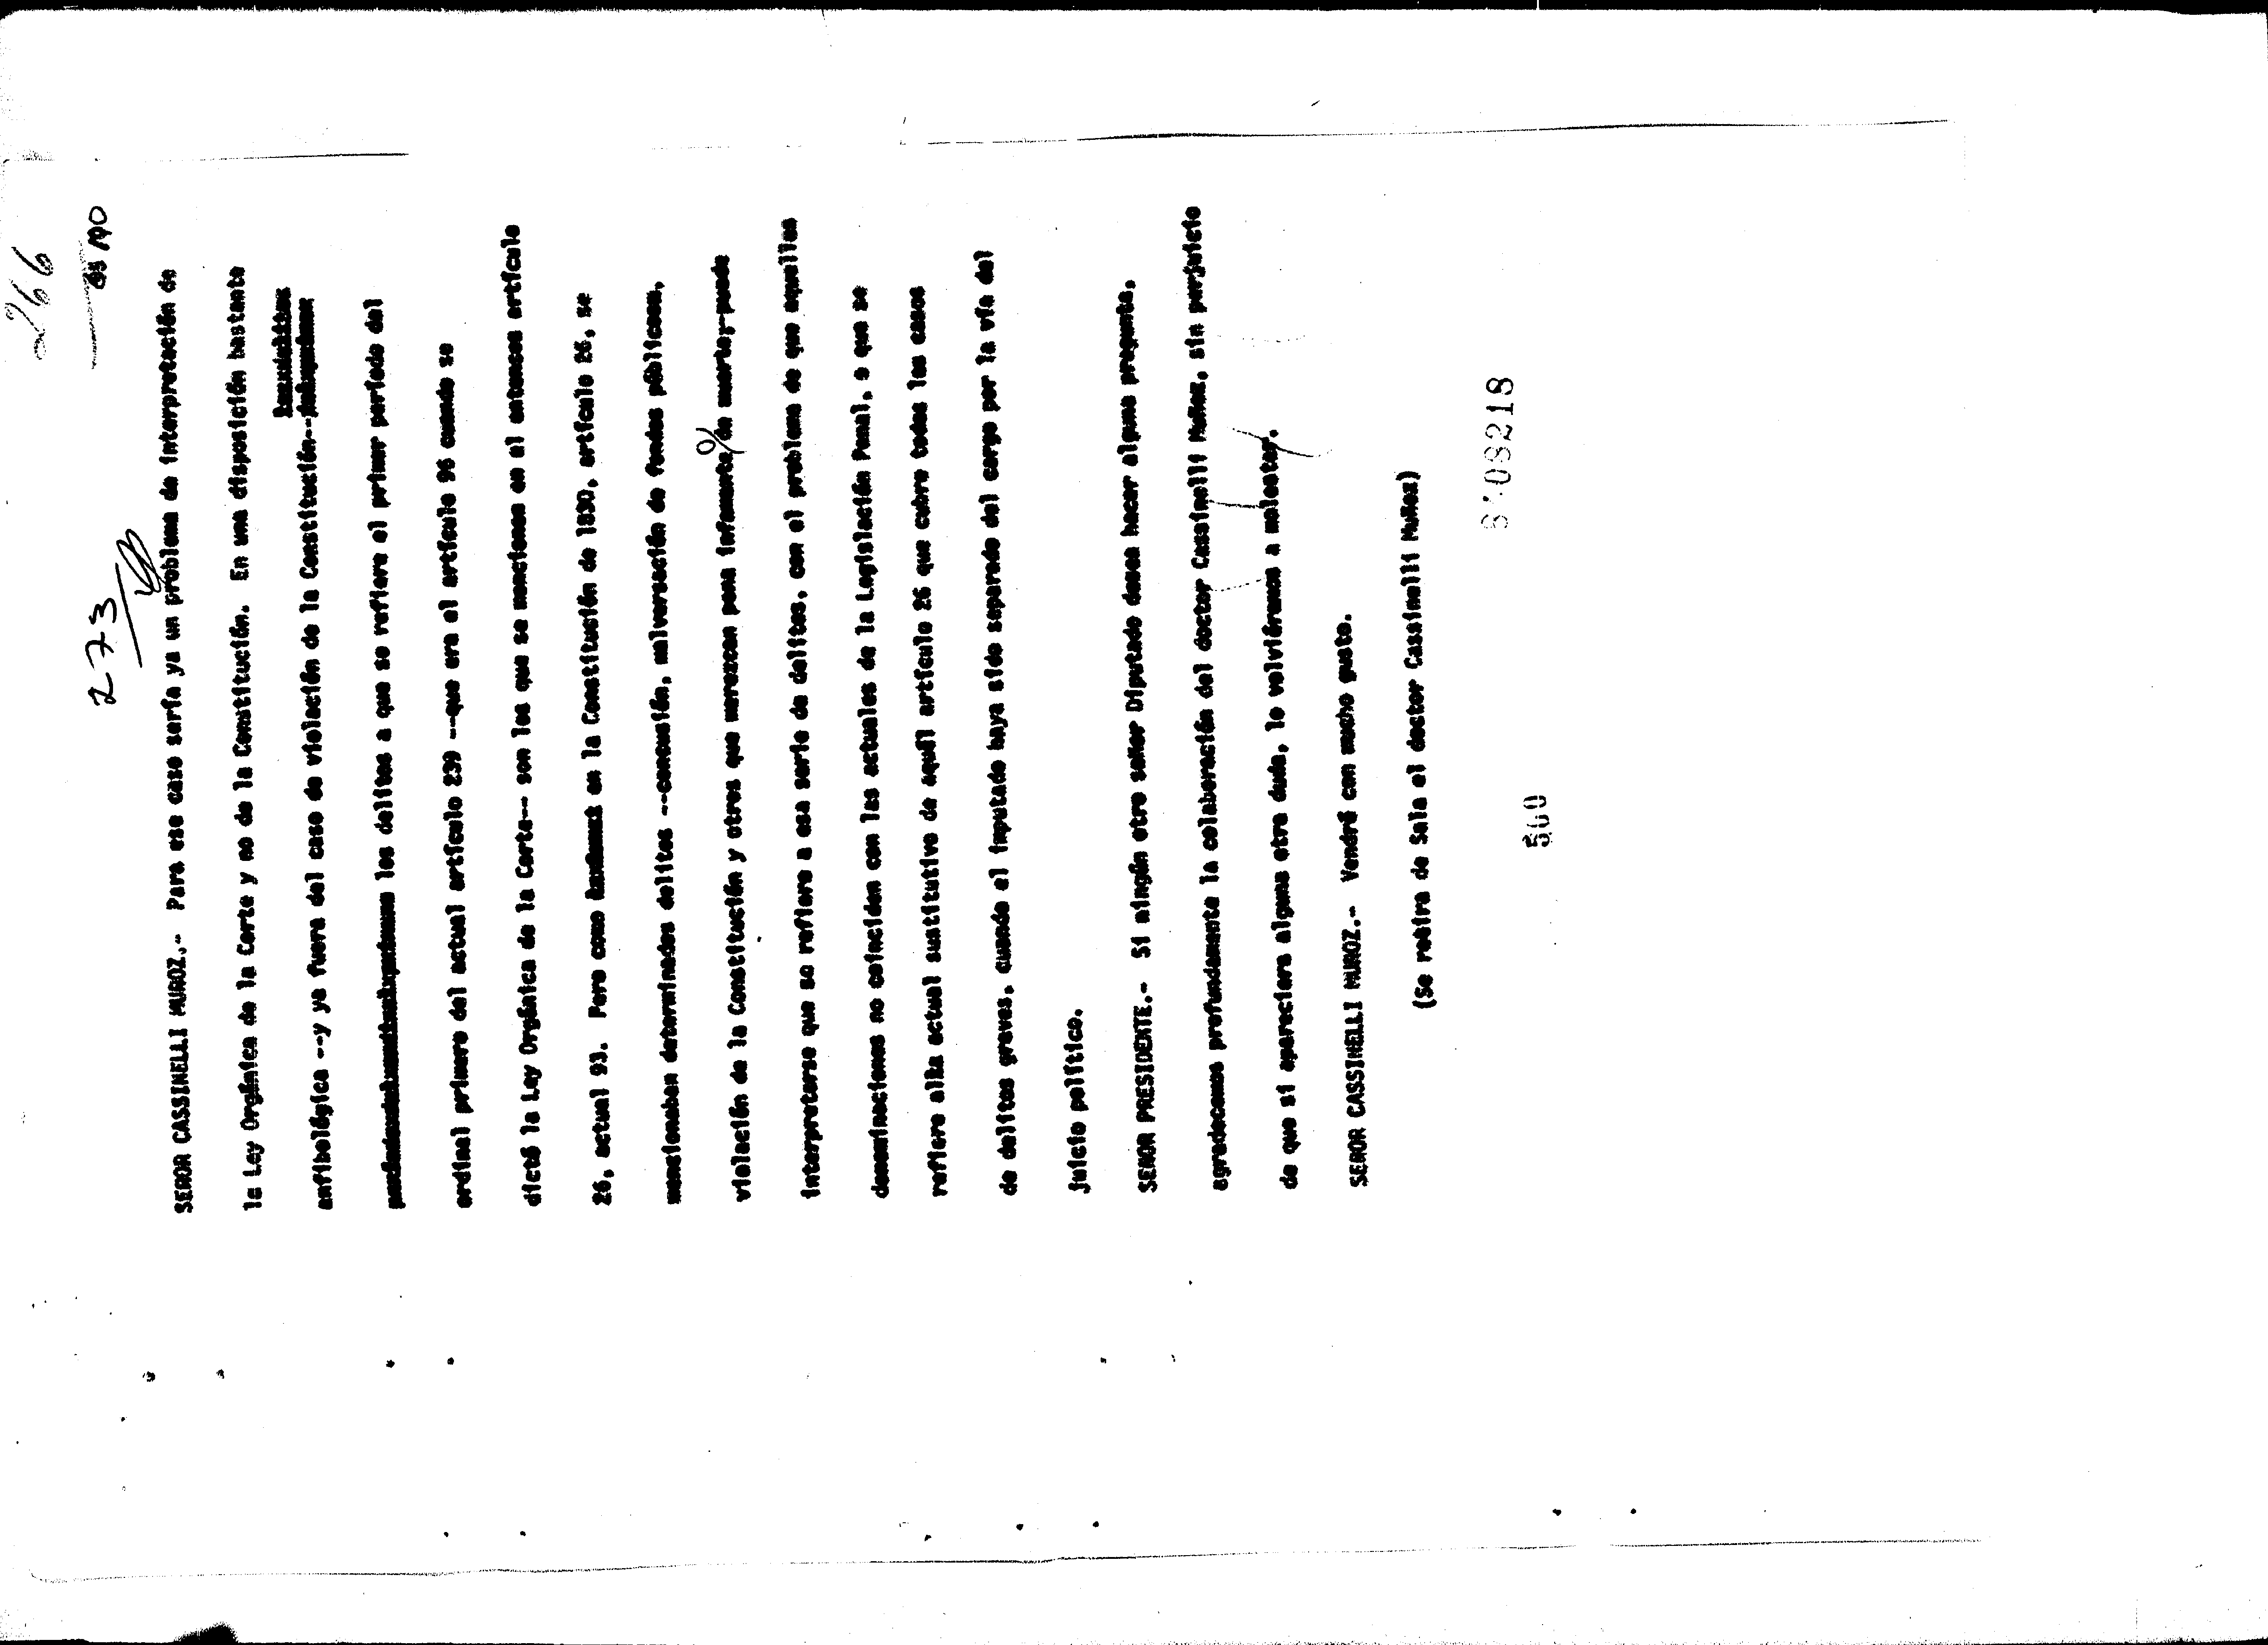 266
273
SEÑOR CASSINELLI MUÑOZ.- Para ese caso sería ya un problema de interpretación de
la Ley Orgánica de la Corte y no de la Constitución. En una disposición bastante
anfibológica --y ya fuera del caso de violación de la Constitución--
los delitos a que se refiere el primer período del
ordinal primero del actual artículo 239 --que era el artículo 96 cuando se
dictó la Ley Orgánica de la Corte-- son los que se mencionan en el entonces artículo
26, actual 93. Pero como en la Constitución de 1830, artículo 26, se
mencionaban determinados delitos --concusión, malversación de fondos públicos,
violación de la Constitución y otros que merezcan pena infamante o de muerte, puede
interpretarse que se refiere a esa serie de delitos, con el problema de que aquellas
denominaciones no coinciden con las actuales de la Legislación Penal, o que se
refiere al actual sustitutivo de aquél artículo 26 que cubre todos los casos
de delitos graves, cuando el imputado haya sido separado del cargo por la vía del
juicio político.
SEÑOR PRESIDENTE.- Si ningún otro señor Diputado desea hacer alguna pregunta,
agradecemos profundamente la colaboración del doctor Cassinelli Muñoz, sin perjuicio
de que si apareciera alguna otra duda, lo volviéramos a molestar.
SEÑOR CASSINELLI MUÑOZ.- Vendré con mucho gusto.
(Se retira de Sala el doctor Cassinelli Muñoz)
500